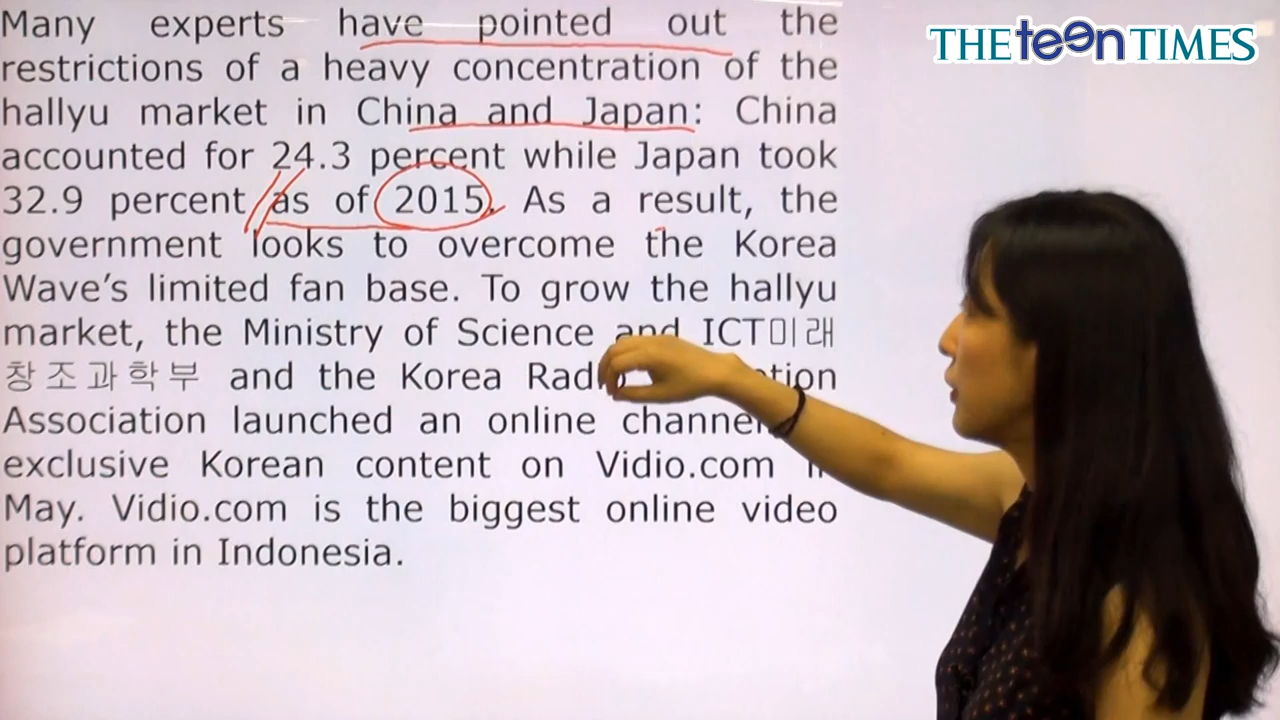 THE teen TIMES
Many experts have pointed out the
restrictions of a heavy concentration of the
hallyu market in China and Japan: China
accounted for 24.3 percent while Japan took
32.9 percent as of 2015. As a result, the
government looks to overcome the Korea
Wave’s limited fan base. To grow the hallyu
market, the Ministry of Science and ICT미래
창조과학부 and the Korea
Association launched an online channel
exclusive Korean content on Vidio.com
May. Vidio.com is the biggest online video
platform in Indonesia.